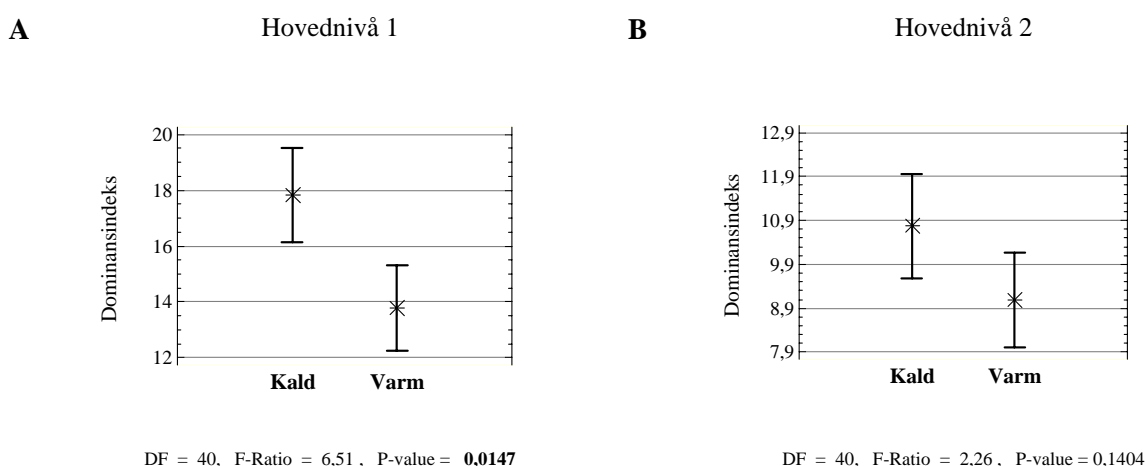 A
Hovednivå 1
Dominansindeks
20
18
16
14
12
Kald Varm
DF = 40, F-Ratio = 6,51 , P-value = 0,0147
B
Hovednivå 2
Dominansindeks
12,9
11,9
10,9
9,9
8,9
7,9
Kald Varm
DF = 40, F-Ratio = 2,26 , P-value = 0,1404